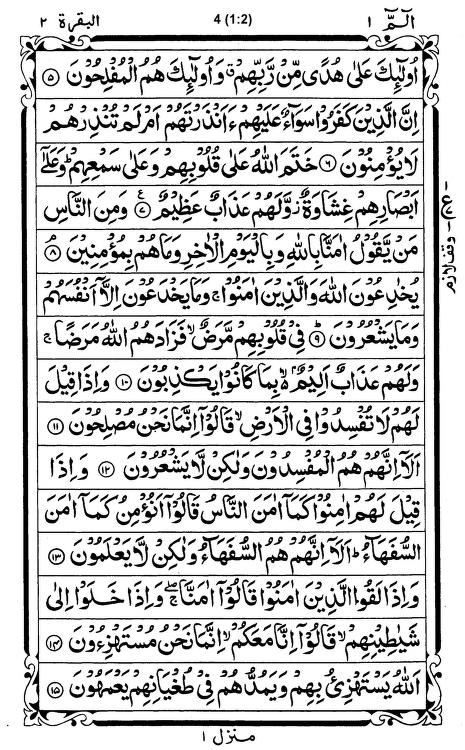 الٓمّٓ ١
4 (1:2)
البقرة ٢
اُولٰٓئِكَ عَلٰى هُدًى مِّنْ رَّبِّهِمْ ۗ وَاُولٰٓئِكَ هُمُ الْمُفْلِحُوْنَ ۝٥
اِنَّ الَّذِيْنَ كَفَرُوْا سَوَآءٌ عَلَيْهِمْ ءَاَنْذَرْتَهُمْ اَمْ لَمْ تُنْذِرْهُمْ
لَا يُؤْمِنُوْنَ ۝٦ خَتَمَ اللّٰهُ عَلٰى قُلُوْبِهِمْ وَعَلٰى سَمْعِهِمْ ؕ وَعَلٰٓى
اَبْصَارِهِمْ غِشَاوَةٌ ؗ وَّلَهُمْ عَذَابٌ عَظِيْمٌ ۝٧ ع وَمِنَ النَّاسِ
مَنْ يَّقُوْلُ اٰمَنَّا بِاللّٰهِ وَبِالْيَوْمِ الْاٰخِرِ وَمَا هُمْ بِمُؤْمِنِيْنَ ۘ ۝٨
يُخٰدِعُوْنَ اللّٰهَ وَالَّذِيْنَ اٰمَنُوْا ۚ وَمَا يَخْدَعُوْنَ اِلَّآ اَنْفُسَهُمْ
وَمَا يَشْعُرُوْنَ ۝٩ فِيْ قُلُوْبِهِمْ مَّرَضٌ ۙ فَزَادَهُمُ اللّٰهُ مَرَضًا ۚ
وَلَهُمْ عَذَابٌ اَلِيْمٌ ۢ ۙ بِمَا كَانُوْا يَكْذِبُوْنَ ۝١٠ وَاِذَا قِيْلَ
لَهُمْ لَا تُفْسِدُوْا فِى الْاَرْضِ ۙ قَالُوْٓا اِنَّمَا نَحْنُ مُصْلِحُوْنَ ۝١١
اَلَآ اِنَّهُمْ هُمُ الْمُفْسِدُوْنَ وَلٰكِنْ لَّا يَشْعُرُوْنَ ۝١٢ وَاِذَا
قِيْلَ لَهُمْ اٰمِنُوْا كَمَآ اٰمَنَ النَّاسُ قَالُوْٓا اَنُؤْمِنُ كَمَآ اٰمَنَ
السُّفَهَآءُ ؕ اَلَآ اِنَّهُمْ هُمُ السُّفَهَآءُ وَلٰكِنْ لَّا يَعْلَمُوْنَ ۝١٣
وَاِذَا لَقُوا الَّذِيْنَ اٰمَنُوْا قَالُوْٓا اٰمَنَّا ۖۚ وَاِذَا خَلَوْا اِلٰى
شَيٰطِيْنِهِمْ ۙ قَالُوْٓا اِنَّا مَعَكُمْ ۙ اِنَّمَا نَحْنُ مُسْتَهْزِءُوْنَ ۝١٤
اَللّٰهُ يَسْتَهْزِئُ بِهِمْ وَيَمُدُّهُمْ فِيْ طُغْيَانِهِمْ يَعْمَهُوْنَ ۝١٥
وقف لازم
منزل ١